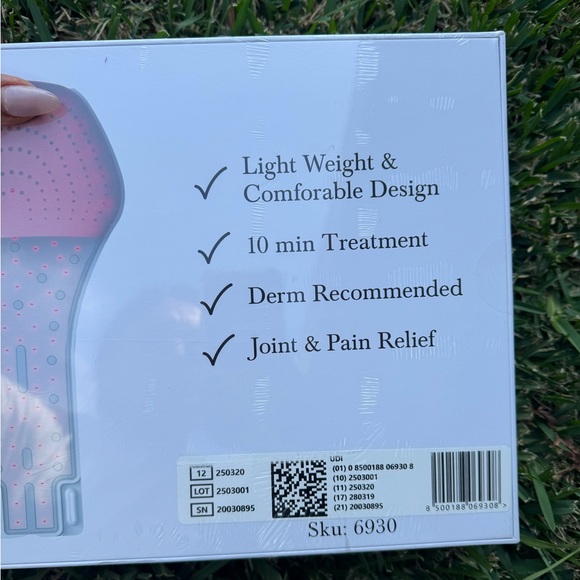 Light Weight &
Comforable Design
10 min Treatment
Derm Recommended
Joint & Pain Relief
12 250320
LOT 2503001
SN 20030895
UDI
(01) 0 8500188 06930 8
(10) 2503001
(11) 250320
(17) 280319
(21) 20030895
8 500188 069308 >
Sku: 6930